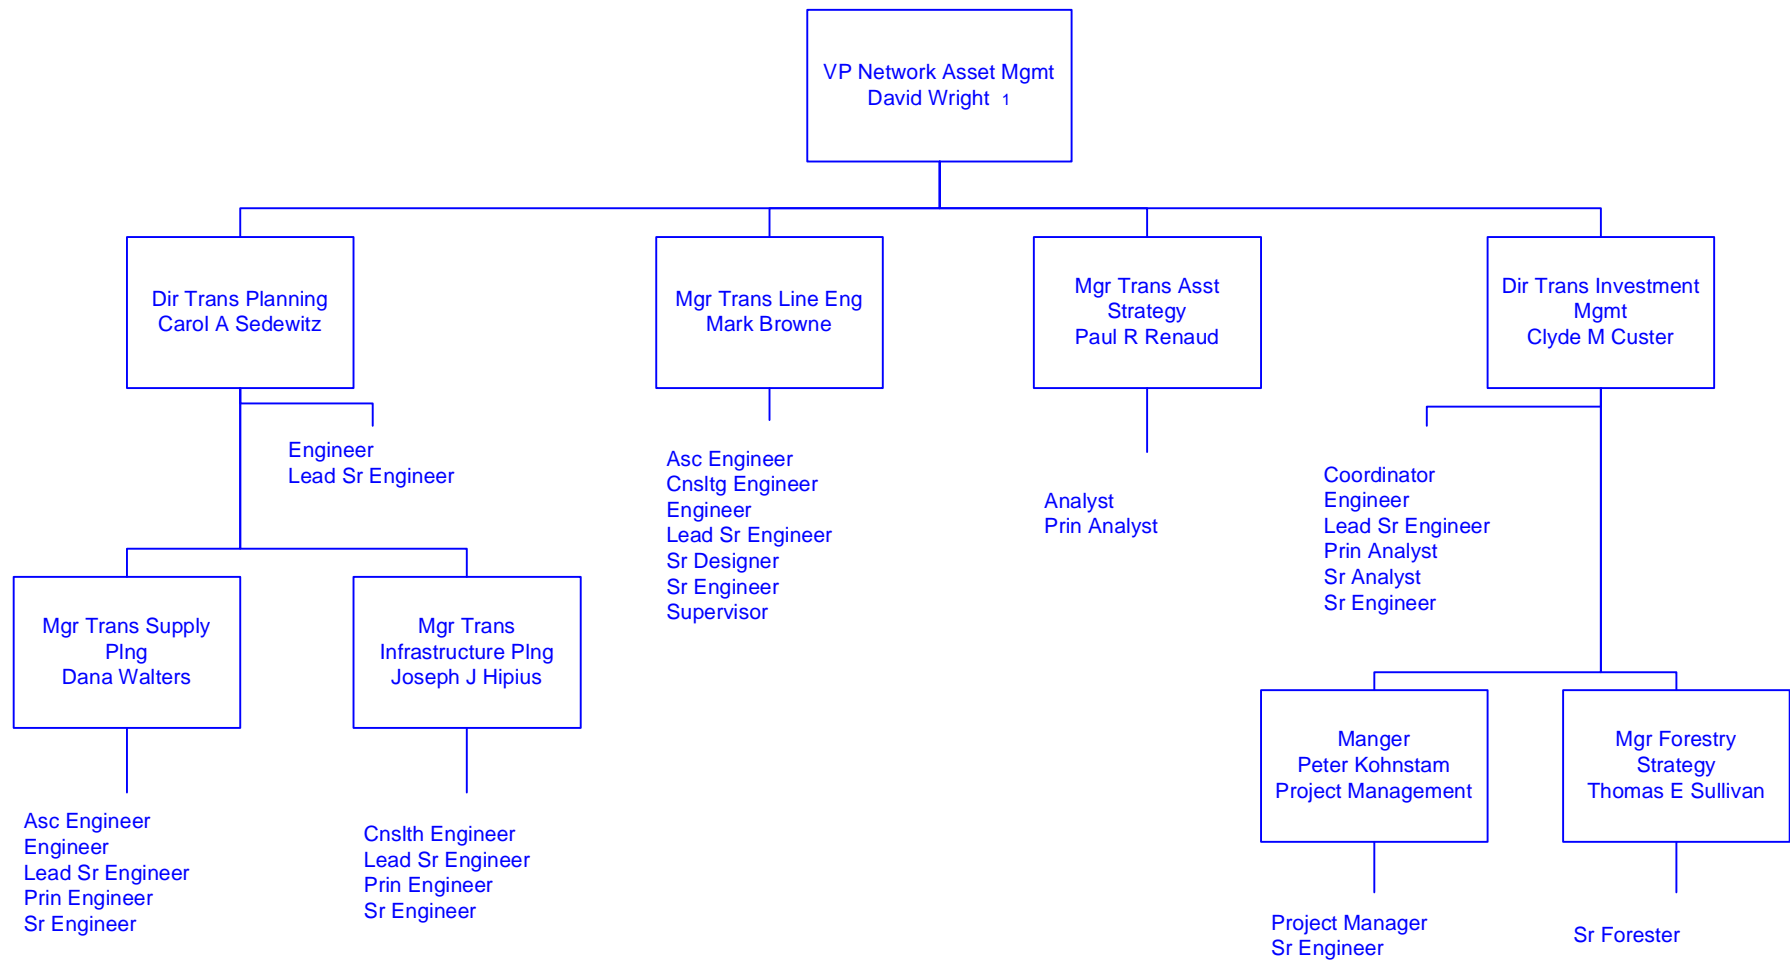 VP Network Asset Mgmt
David Wright 1
Dir Trans Planning
Carol A Sedewitz
Mgr Trans Line Eng
Mark Browne
Mgr Trans Asst
Strategy
Paul R Renaud
Dir Trans Investment
Mgmt
Clyde M Custer
Engineer
Lead Sr Engineer
Asc Engineer
Cnsltg Engineer
Engineer
Lead Sr Engineer
Sr Designer
Sr Engineer
Supervisor
Analyst
Prin Analyst
Coordinator
Engineer
Lead Sr Engineer
Prin Analyst
Sr Analyst
Sr Engineer
Mgr Trans Supply
Plng
Dana Walters
Mgr Trans
Infrastructure Plng
Joseph J Hipius
Manger
Peter Kohnstam
Project Management
Mgr Forestry
Strategy
Thomas E Sullivan
Asc Engineer
Engineer
Lead Sr Engineer
Prin Engineer
Sr Engineer
Cnslth Engineer
Lead Sr Engineer
Prin Engineer
Sr Engineer
Project Manager
Sr Engineer
Sr Forester